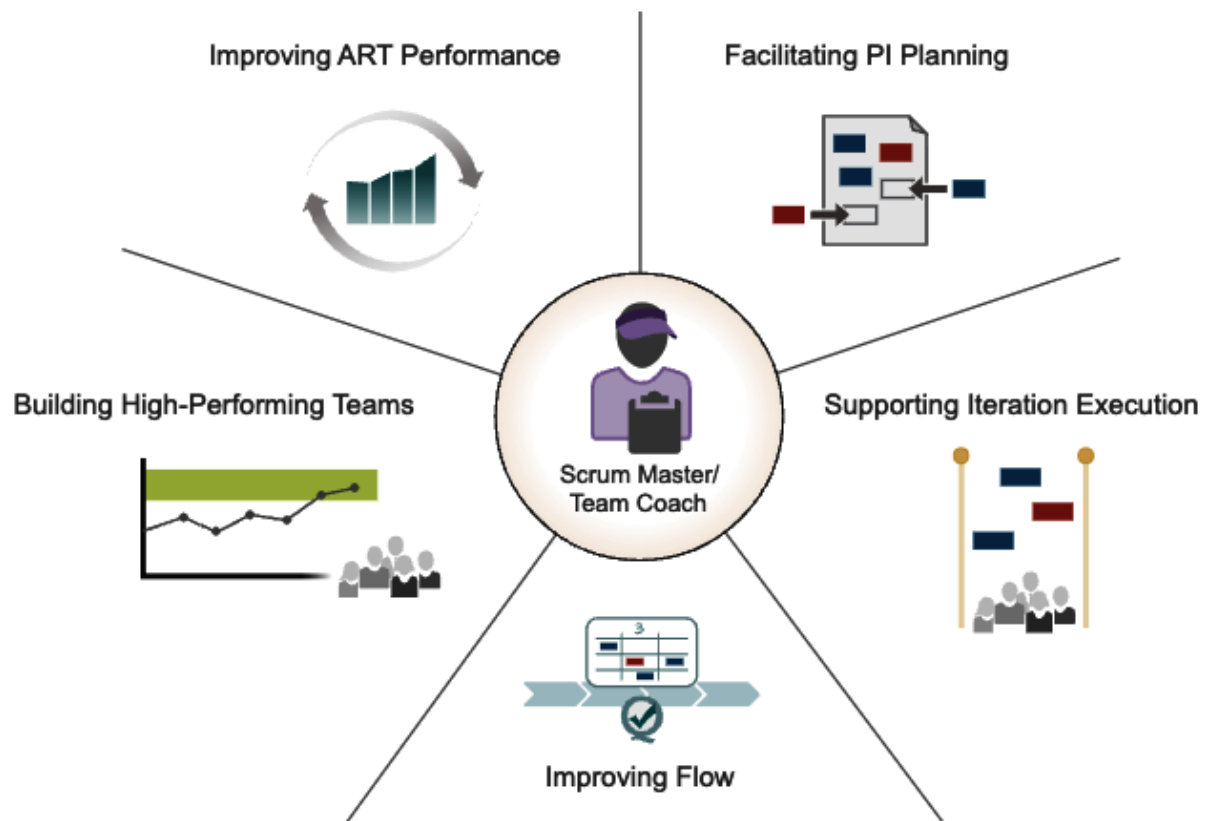 Improving ART Performance
Facilitating PI Planning
Building High-Performing Teams
Scrum Master/
Team Coach
Supporting Iteration Execution
3
Improving Flow